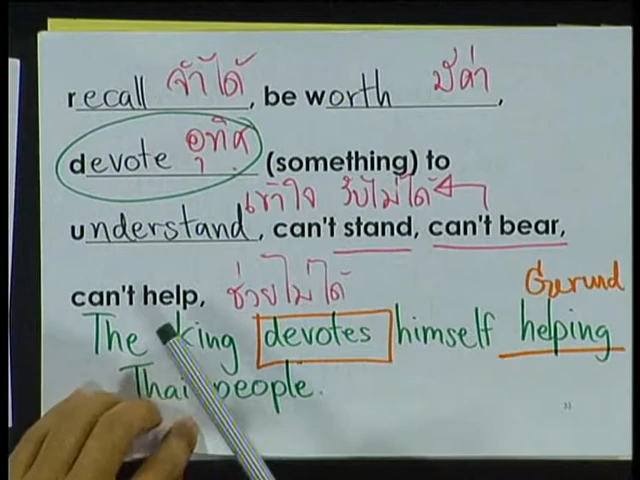 recall จำได้, be worth มีค่า,
devote อุทิศ (something) to
เข้าใจ รับไม่ได้
understand, can't stand, can't bear,
can't help, ช่วยไม่ได้ Gerund
The king devotes himself helping
Thai people.
33